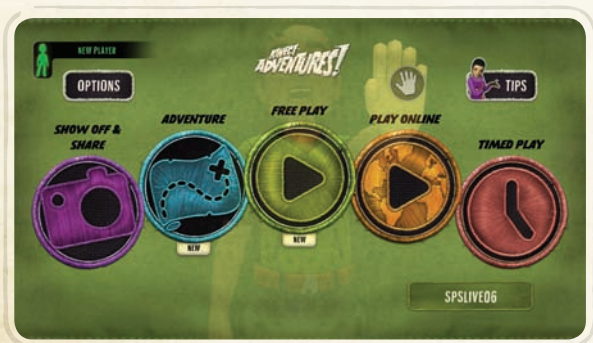 NEW PLAYER
KINECT
ADVENTURES!
OPTIONS
TIPS
SHOW OFF &
SHARE
ADVENTURE
FREE PLAY
PLAY ONLINE
TIMED PLAY
NEW
NEW
SPSLIVE06